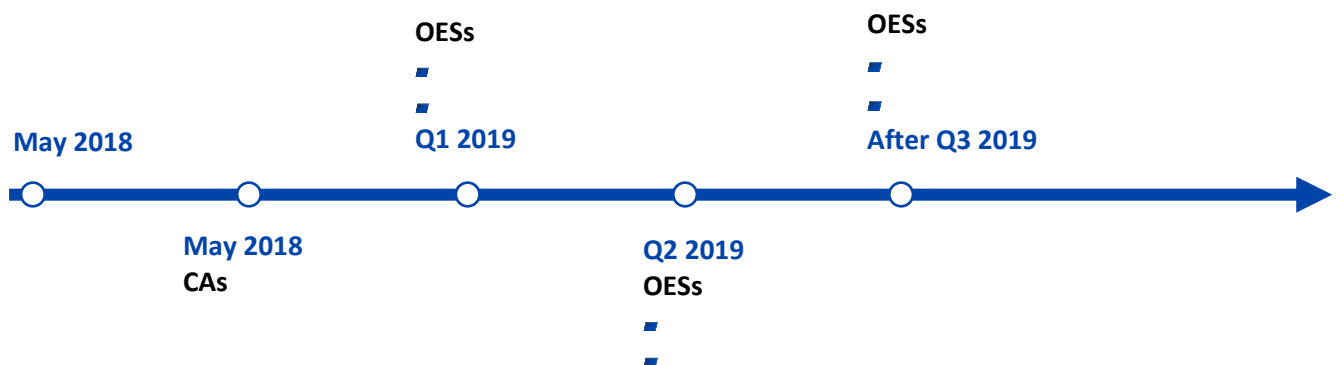 OESs
OESs
May 2018
Q1 2019
After Q3 2019
May 2018
CAs
Q2 2019
OESs